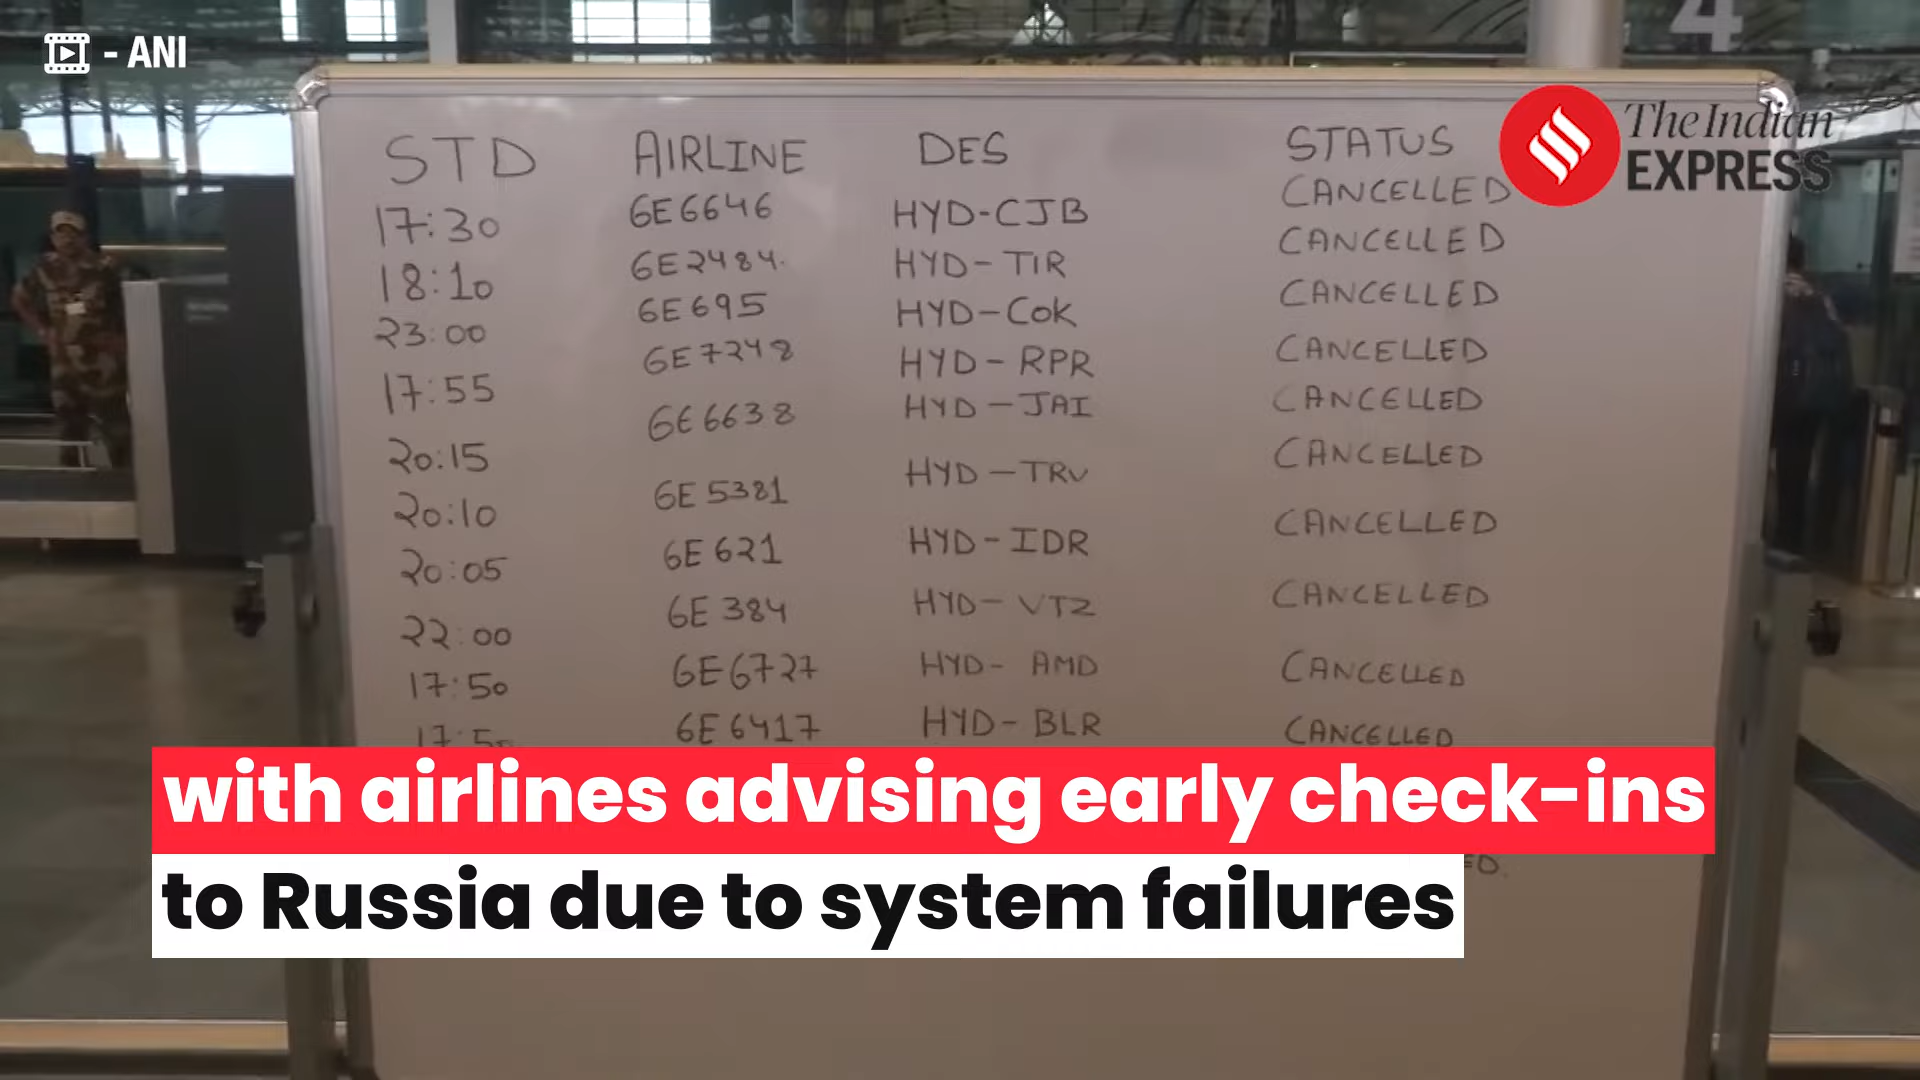 - ANI
4
The Indian
EXPRESS
STD AIRLINE DES STATUS
17:30 6E6646 HYD-CJB CANCELLED
18:10 6E2484 HYD-TIR CANCELLED
23:00 6E695 HYD-COK CANCELLED
17:55 6E7248 HYD-RPR CANCELLED
20:15 6E6638 HYD-JAI CANCELLED
20:10 6E5381 HYD-TRV CANCELLED
20:05 6E621 HYD-IDR CANCELLED
22:00 6E384 HYD-VTZ CANCELLED
17:50 6E6727 HYD-AMD CANCELLED
6E6417 HYD-BLR CANCELLED
with airlines advising early check-ins
to Russia due to system failures